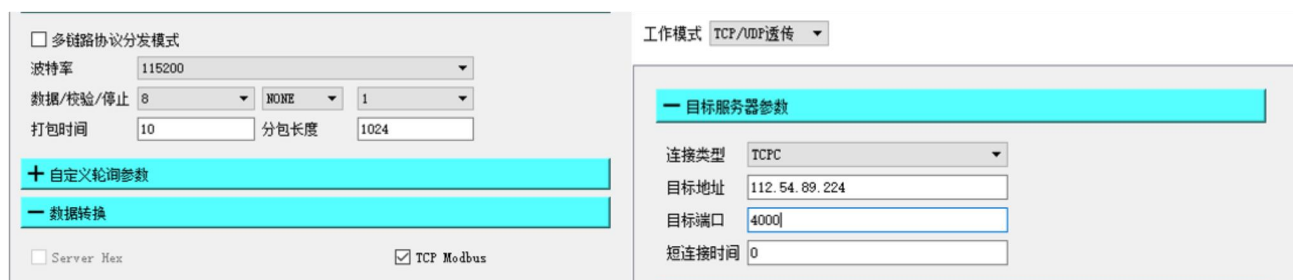 多链路协议分发模式
波特率 115200
数据/校验/停止 8 NONE 1
打包时间 10 分包长度 1024
+ 自定义轮询参数
- 数据转换
Server Hex TCP Modbus
工作模式 TCP/UDP透传
- 目标服务器参数
连接类型 TCPC
目标地址 112.54.89.224
目标端口 4000
短连接时间 0